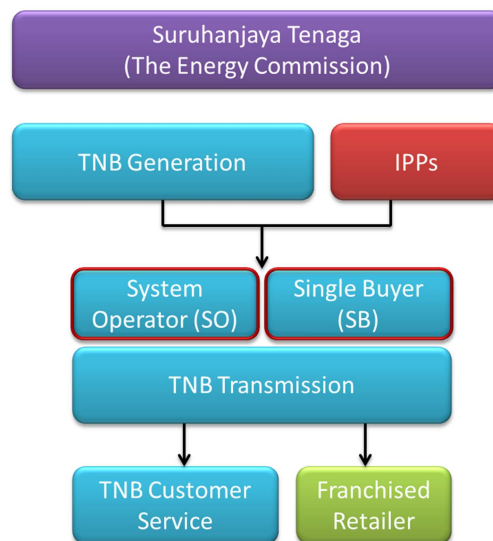 Suruhanjaya Tenaga
(The Energy Commission)
TNB Generation
IPPs
System
Operator (SO)
Single Buyer
(SB)
TNB Transmission
TNB Customer
Service
Franchised
Retailer